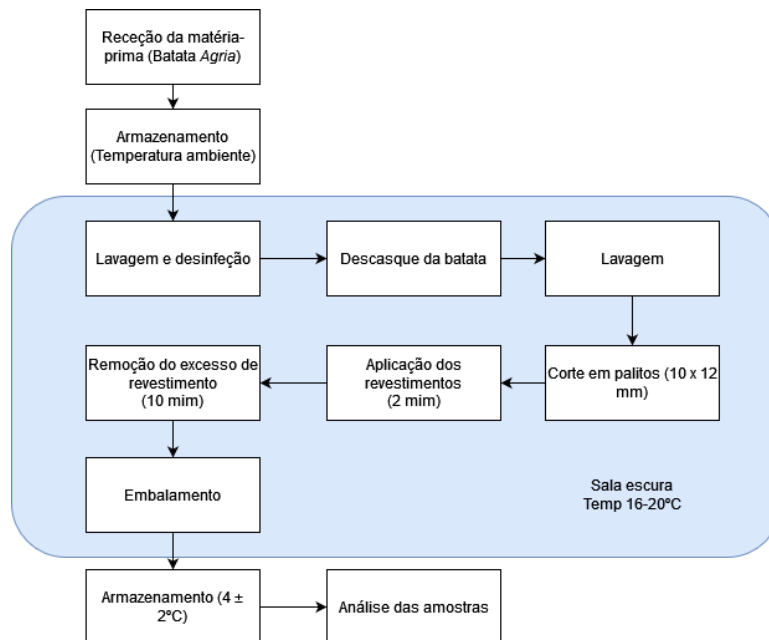 Receção da matéria-
prima (Batata Agria)
Armazenamento
(Temperatura ambiente)
Lavagem e desinfeção
Descasque da batata
Lavagem
Corte em palitos (10 x 12
mm)
Aplicação dos
revestimentos
(2 mim)
Remoção do excesso de
revestimento
(10 mim)
Embalamento
Sala escura
Temp 16-20ºC
Armazenamento (4 ±
2ºC)
Análise das amostras